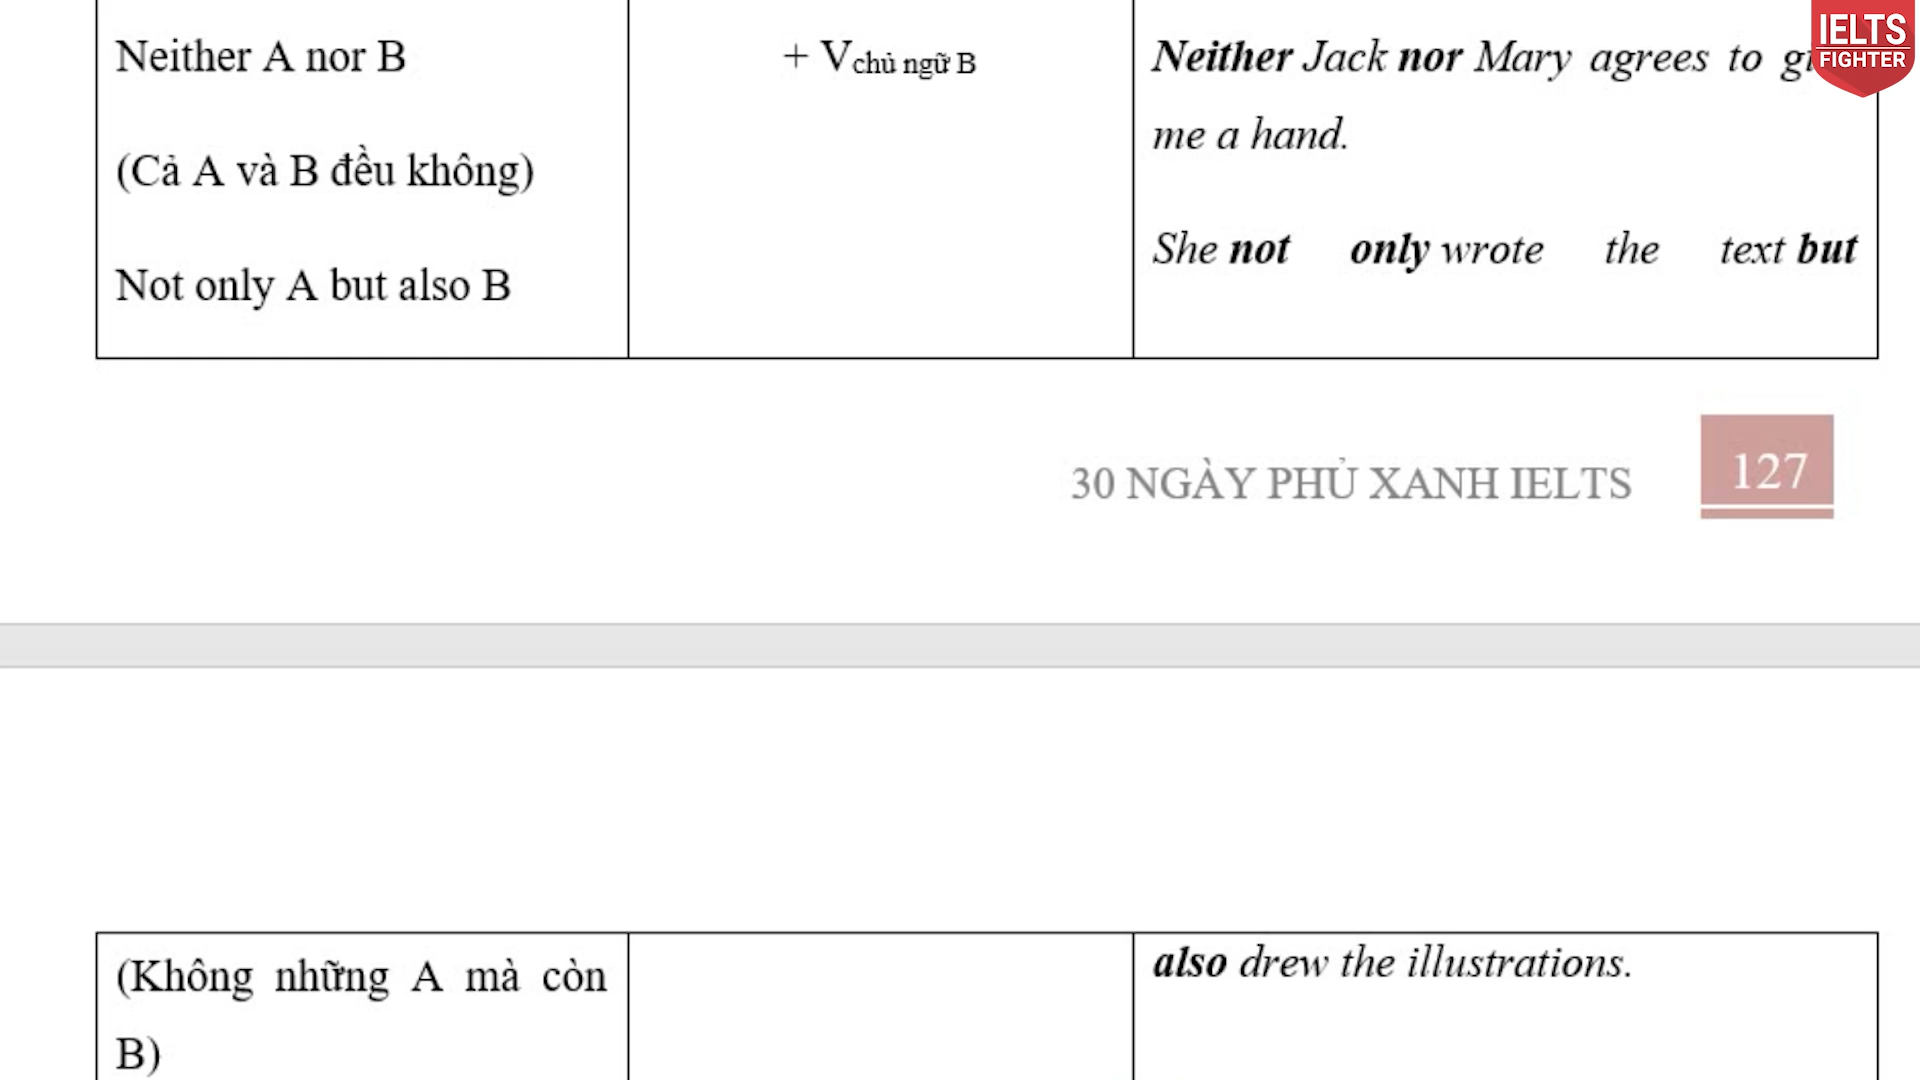 Neither A nor B
(Cả A và B đều không)
Not only A but also B
+ Vchủ ngữ B
Neither Jack nor Mary agrees to
me a hand.
She not only wrote the text but
IELTS
FIGHTER
30 NGÀY PHỦ XANH IELTS
127
(Không những A mà còn
B)
also drew the illustrations.